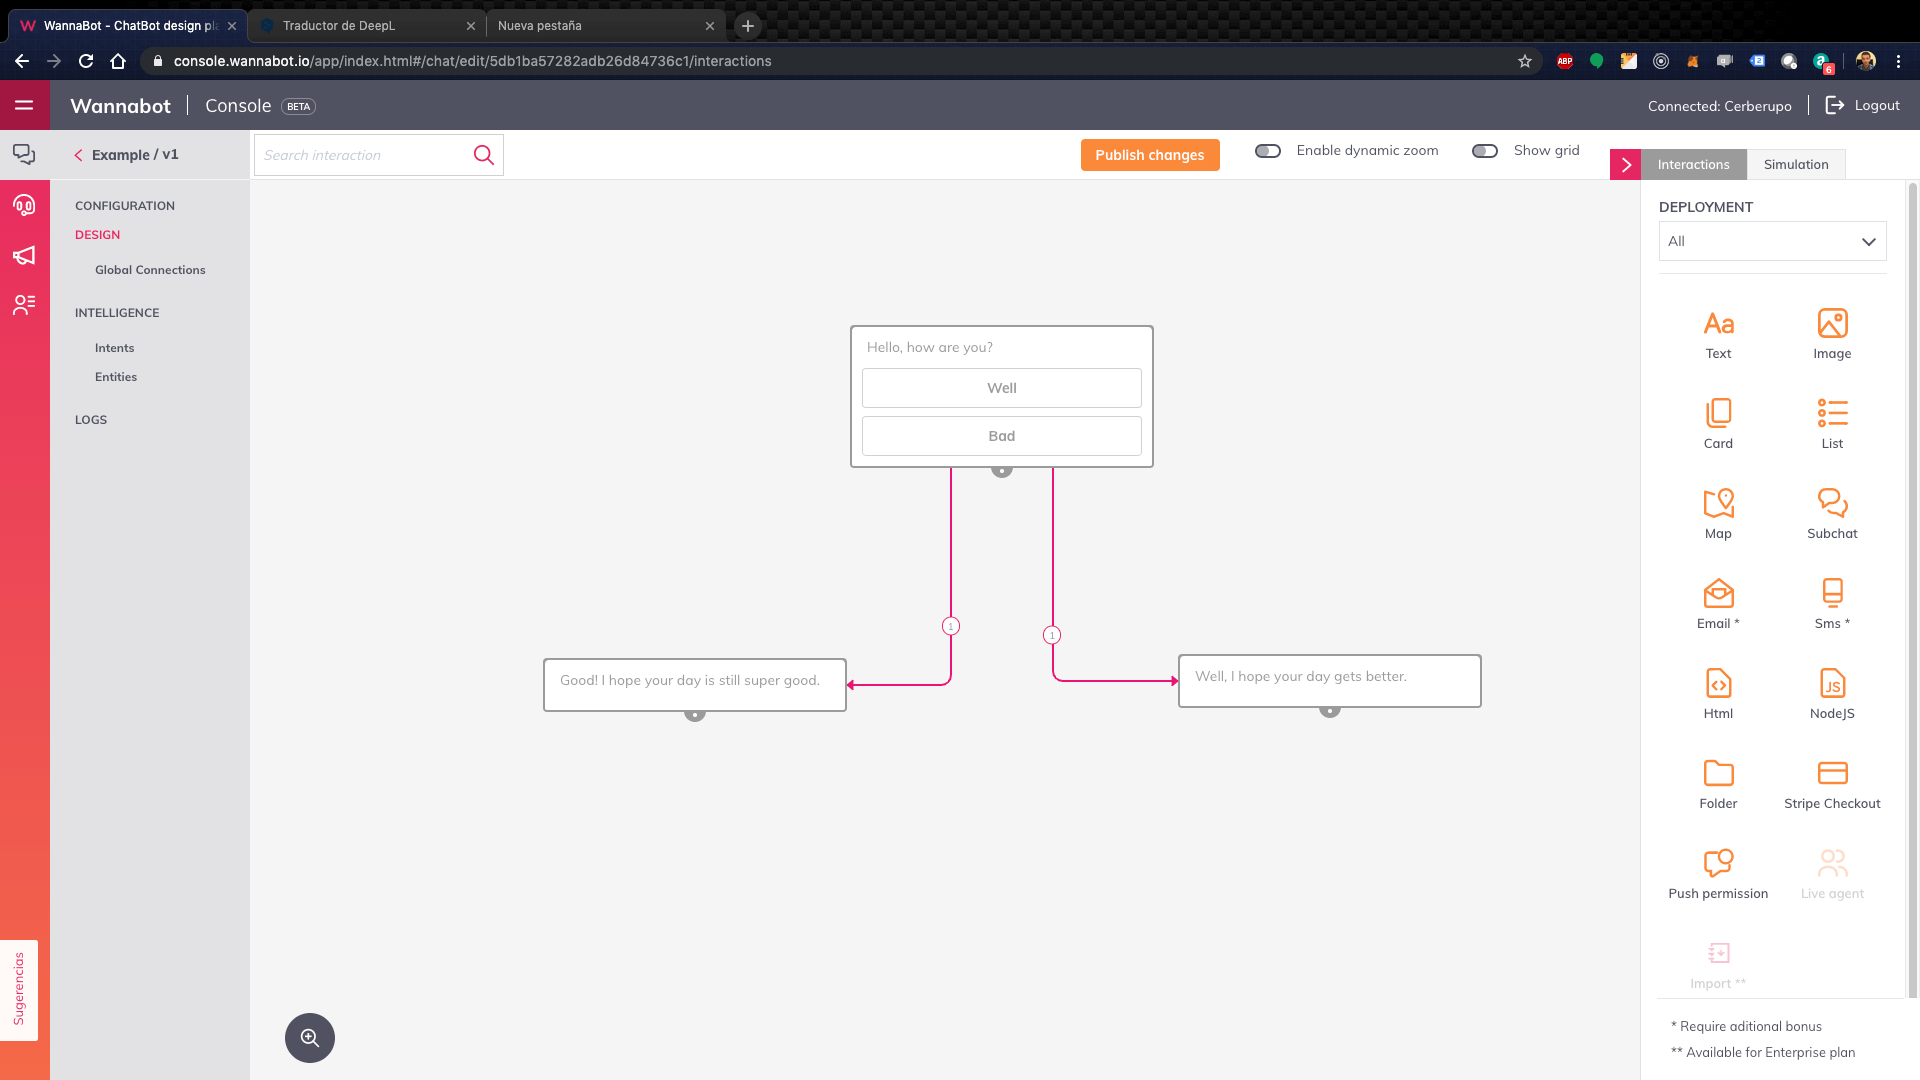 WannaBot - ChatBot design pl
Traductor de DeepL
Nueva pestaña
console.wannabot.io/app/index.html#/chat/edit/5db1ba57282adb26d84736c1/interactions
ABP
6
Wannabot
Console
BETA
Connected: Cerberupo
Logout
Example / v1
Search interaction
Publish changes
Enable dynamic zoom
Show grid
Interactions
Simulation
CONFIGURATION
DESIGN
Global Connections
INTELLIGENCE
Intents
Entities
LOGS
Sugerencias
Hello, how are you?
Well
Bad
1
1
Good! I hope your day is still super good.
Well, I hope your day gets better.
DEPLOYMENT
All
Aa
Text
Image
Card
List
Map
Subchat
Email *
Sms *
Html
JS
NodeJS
Folder
Stripe Checkout
Push permission
Live agent
Import **
* Require aditional bonus
** Available for Enterprise plan